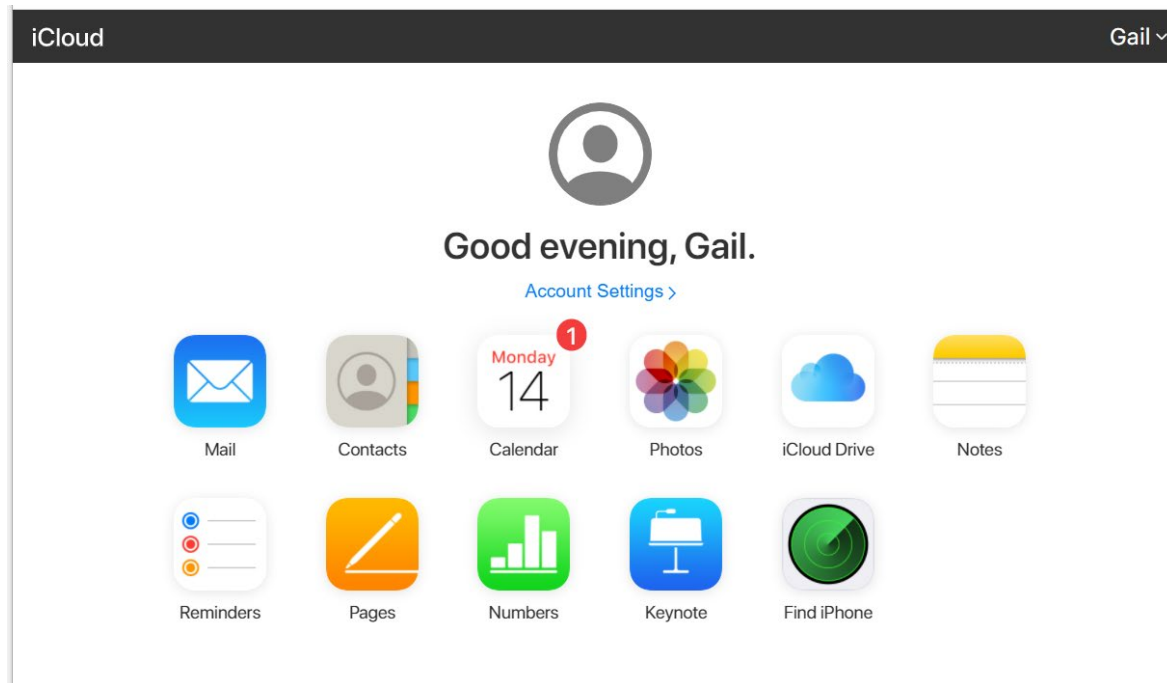 iCloud
Gail
Good evening, Gail.
Account Settings >
1
Monday
14
Mail
Contacts
Calendar
Photos
iCloud Drive
Notes
Reminders
Pages
Numbers
Keynote
Find iPhone